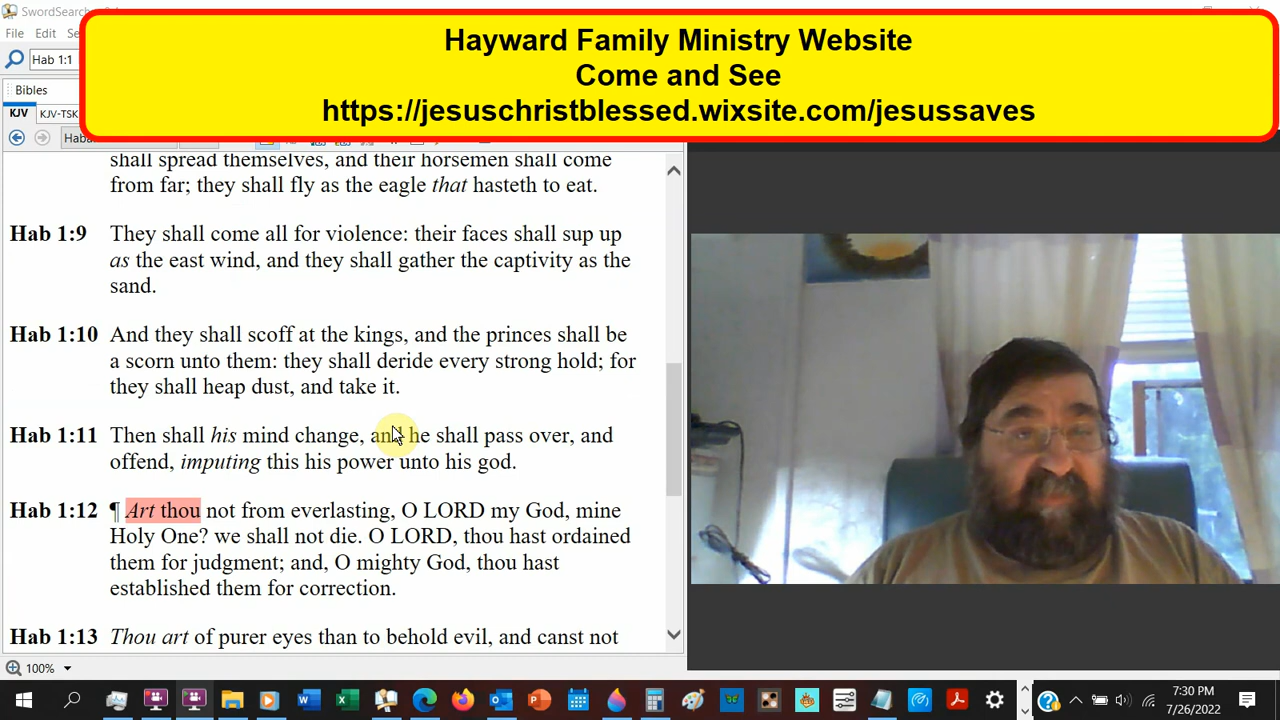 SwordSearcher
Hayward Family Ministry Website
Come and See
https://jesuschristblessed.wixsite.com/jesussaves
File Edit
Hab 1:1
Bibles
KJV KJV-TSK
shall spread themselves, and their horsemen shall come
from far; they shall fly as the eagle that hasteth to eat.
Hab 1:9 They shall come all for violence: their faces shall sup up
as the east wind, and they shall gather the captivity as the
sand.
Hab 1:10 And they shall scoff at the kings, and the princes shall be
a scorn unto them: they shall deride every strong hold; for
they shall heap dust, and take it.
Hab 1:11 Then shall his mind change, and he shall pass over, and
offend, imputing this his power unto his god.
Hab 1:12 ¶ Art thou not from everlasting, O LORD my God, mine
Holy One? we shall not die. O LORD, thou hast ordained
them for judgment; and, O mighty God, thou hast
established them for correction.
Hab 1:13 Thou art of purer eyes than to behold evil, and canst not
100%
7:30 PM
7/26/2022